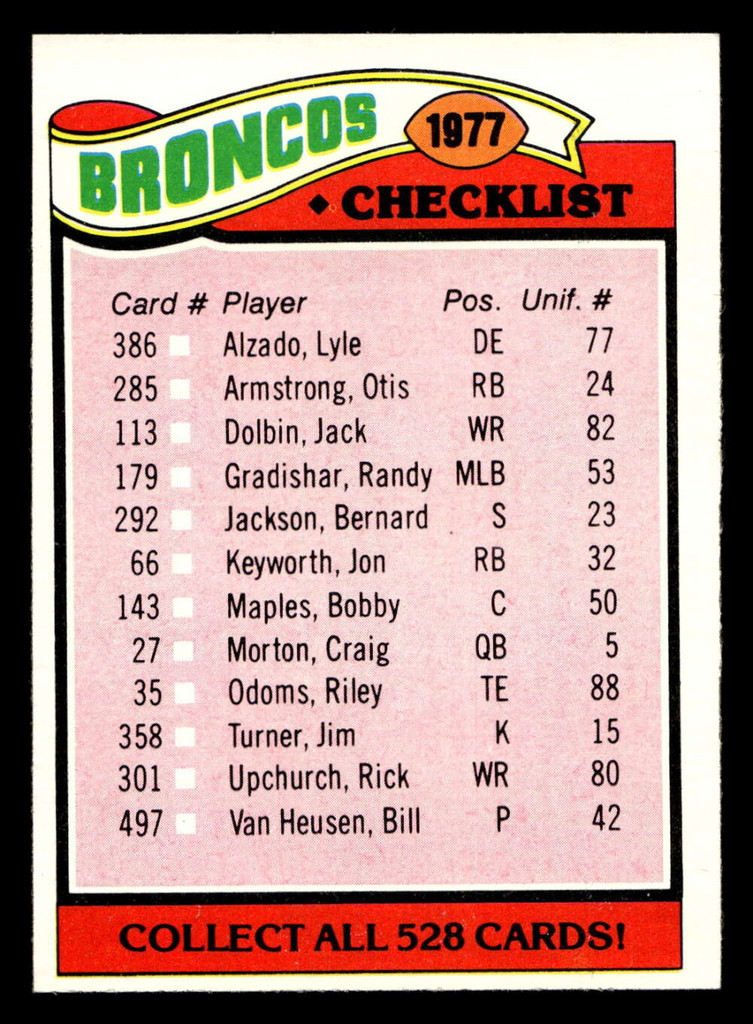 BRONCOS 1977
◆ CHECKLIST
Card # Player Pos. Unif. #
386 Alzado, Lyle DE 77
285 Armstrong, Otis RB 24
113 Dolbin, Jack WR 82
179 Gradishar, Randy MLB 53
292 Jackson, Bernard S 23
66 Keyworth, Jon RB 32
143 Maples, Bobby C 50
27 Morton, Craig QB 5
35 Odoms, Riley TE 88
358 Turner, Jim K 15
301 Upchurch, Rick WR 80
497 Van Heusen, Bill P 42
COLLECT ALL 528 CARDS!